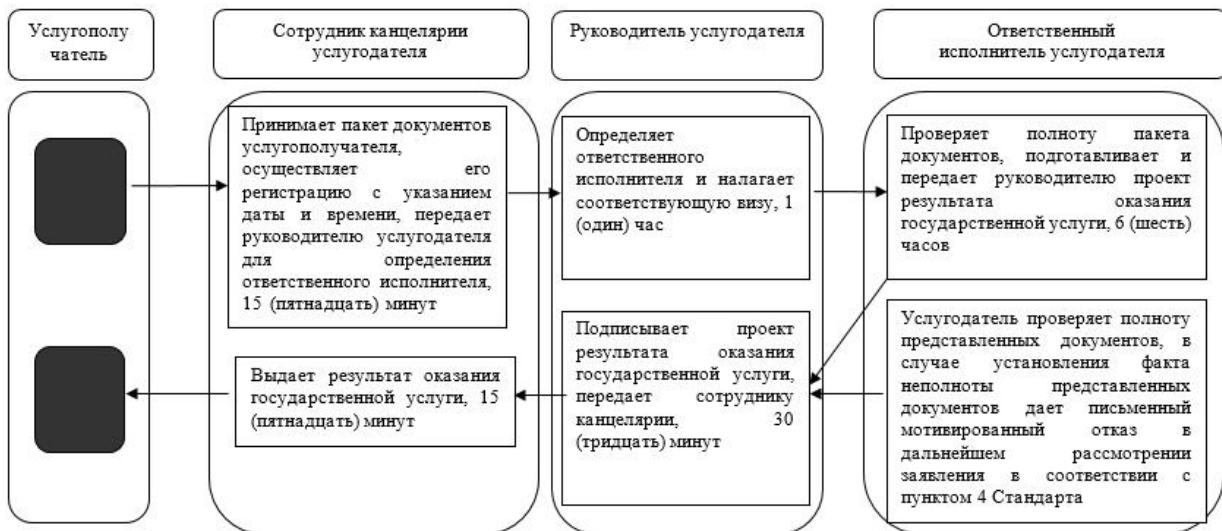 Услугополу
чатель
Сотрудник канцелярии
услугодателя
Руководитель услугодателя
Ответственный
исполнитель услугодателя
Принимает пакет документов
услугополучателя,
осуществляет его
регистрацию с указанием
даты и времени, передает
руководителю услугодателя
для определения
ответственного исполнителя,
15 (пятнадцать) минут
Определяет
ответственного
исполнителя и налагает
соответствующую визу, 1
(один) час
Проверяет полноту пакета
документов, подготавливает и
передает руководителю проект
результата оказания
государственной услуги, 6 (шесть)
часов
Выдает результат оказания
государственной услуги, 15
(пятнадцать) минут
Подписывает проект
результата оказания
государственной услуги,
передает сотруднику
канцелярии, 30
(тридцать) минут
Услугодатель проверяет полноту
представленных документов, в
случае установления факта
неполноты представленных
документов дает письменный
мотивированный отказ в
дальнейшем рассмотрении
заявления в соответствии с
пунктом 4 Стандарта